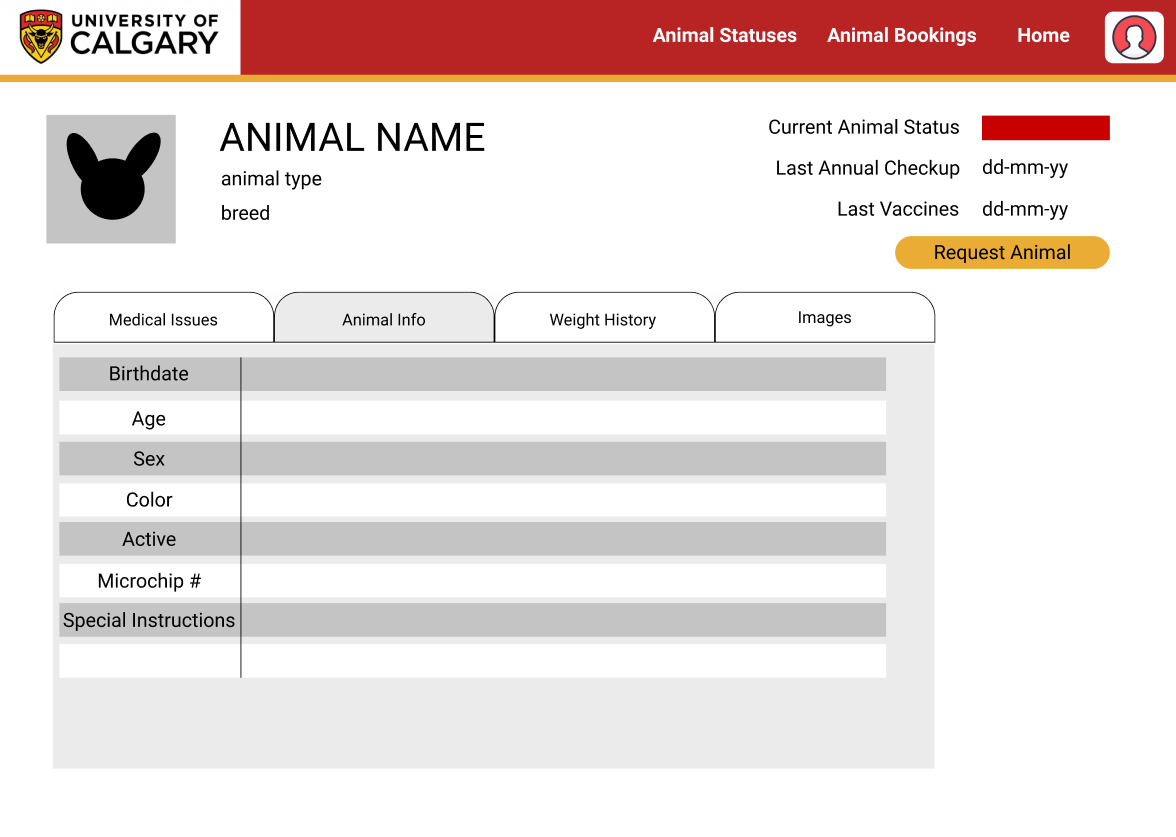 UNIVERSITY OF
CALGARY
Animal Statuses
Animal Bookings
Home
ANIMAL NAME
animal type
breed
Current Animal Status
Last Annual Checkup dd-mm-yy
Last Vaccines dd-mm-yy
Request Animal
Medical Issues
Animal Info
Weight History
Images
Birthdate
Age
Sex
Color
Active
Microchip #
Special Instructions